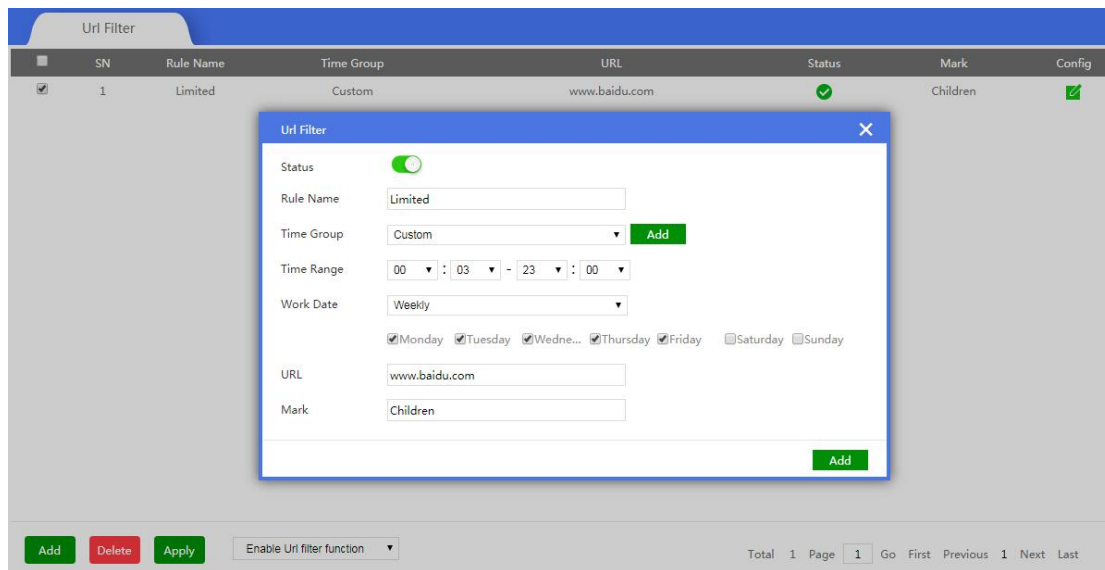 Url Filter
SN Rule Name Time Group URL Status Mark Config
1 Limited Custom www.baidu.com Children
Url Filter
Status
Rule Name Limited
Time Group Custom Add
Time Range 00 : 03 - 23 : 00
Work Date Weekly
Monday Tuesday Wedne... Thursday Friday Saturday Sunday
URL www.baidu.com
Mark Children
Add
Add Delete Apply Enable Url filter function Total 1 Page 1 Go First Previous 1 Next Last